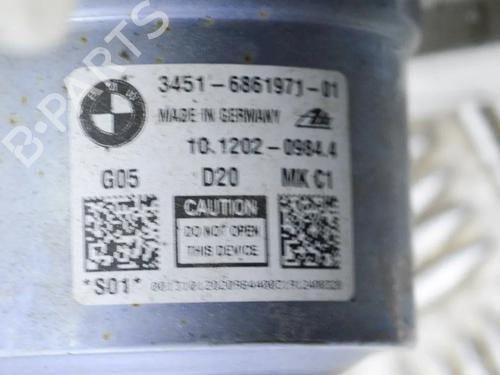 B-PARTS
3451-6861971-01
MADE IN GERMANY
10.1202-0984.4
G05 D20 MK C1
CAUTION
DO NOT OPEN
THIS DEVICE
*S01*